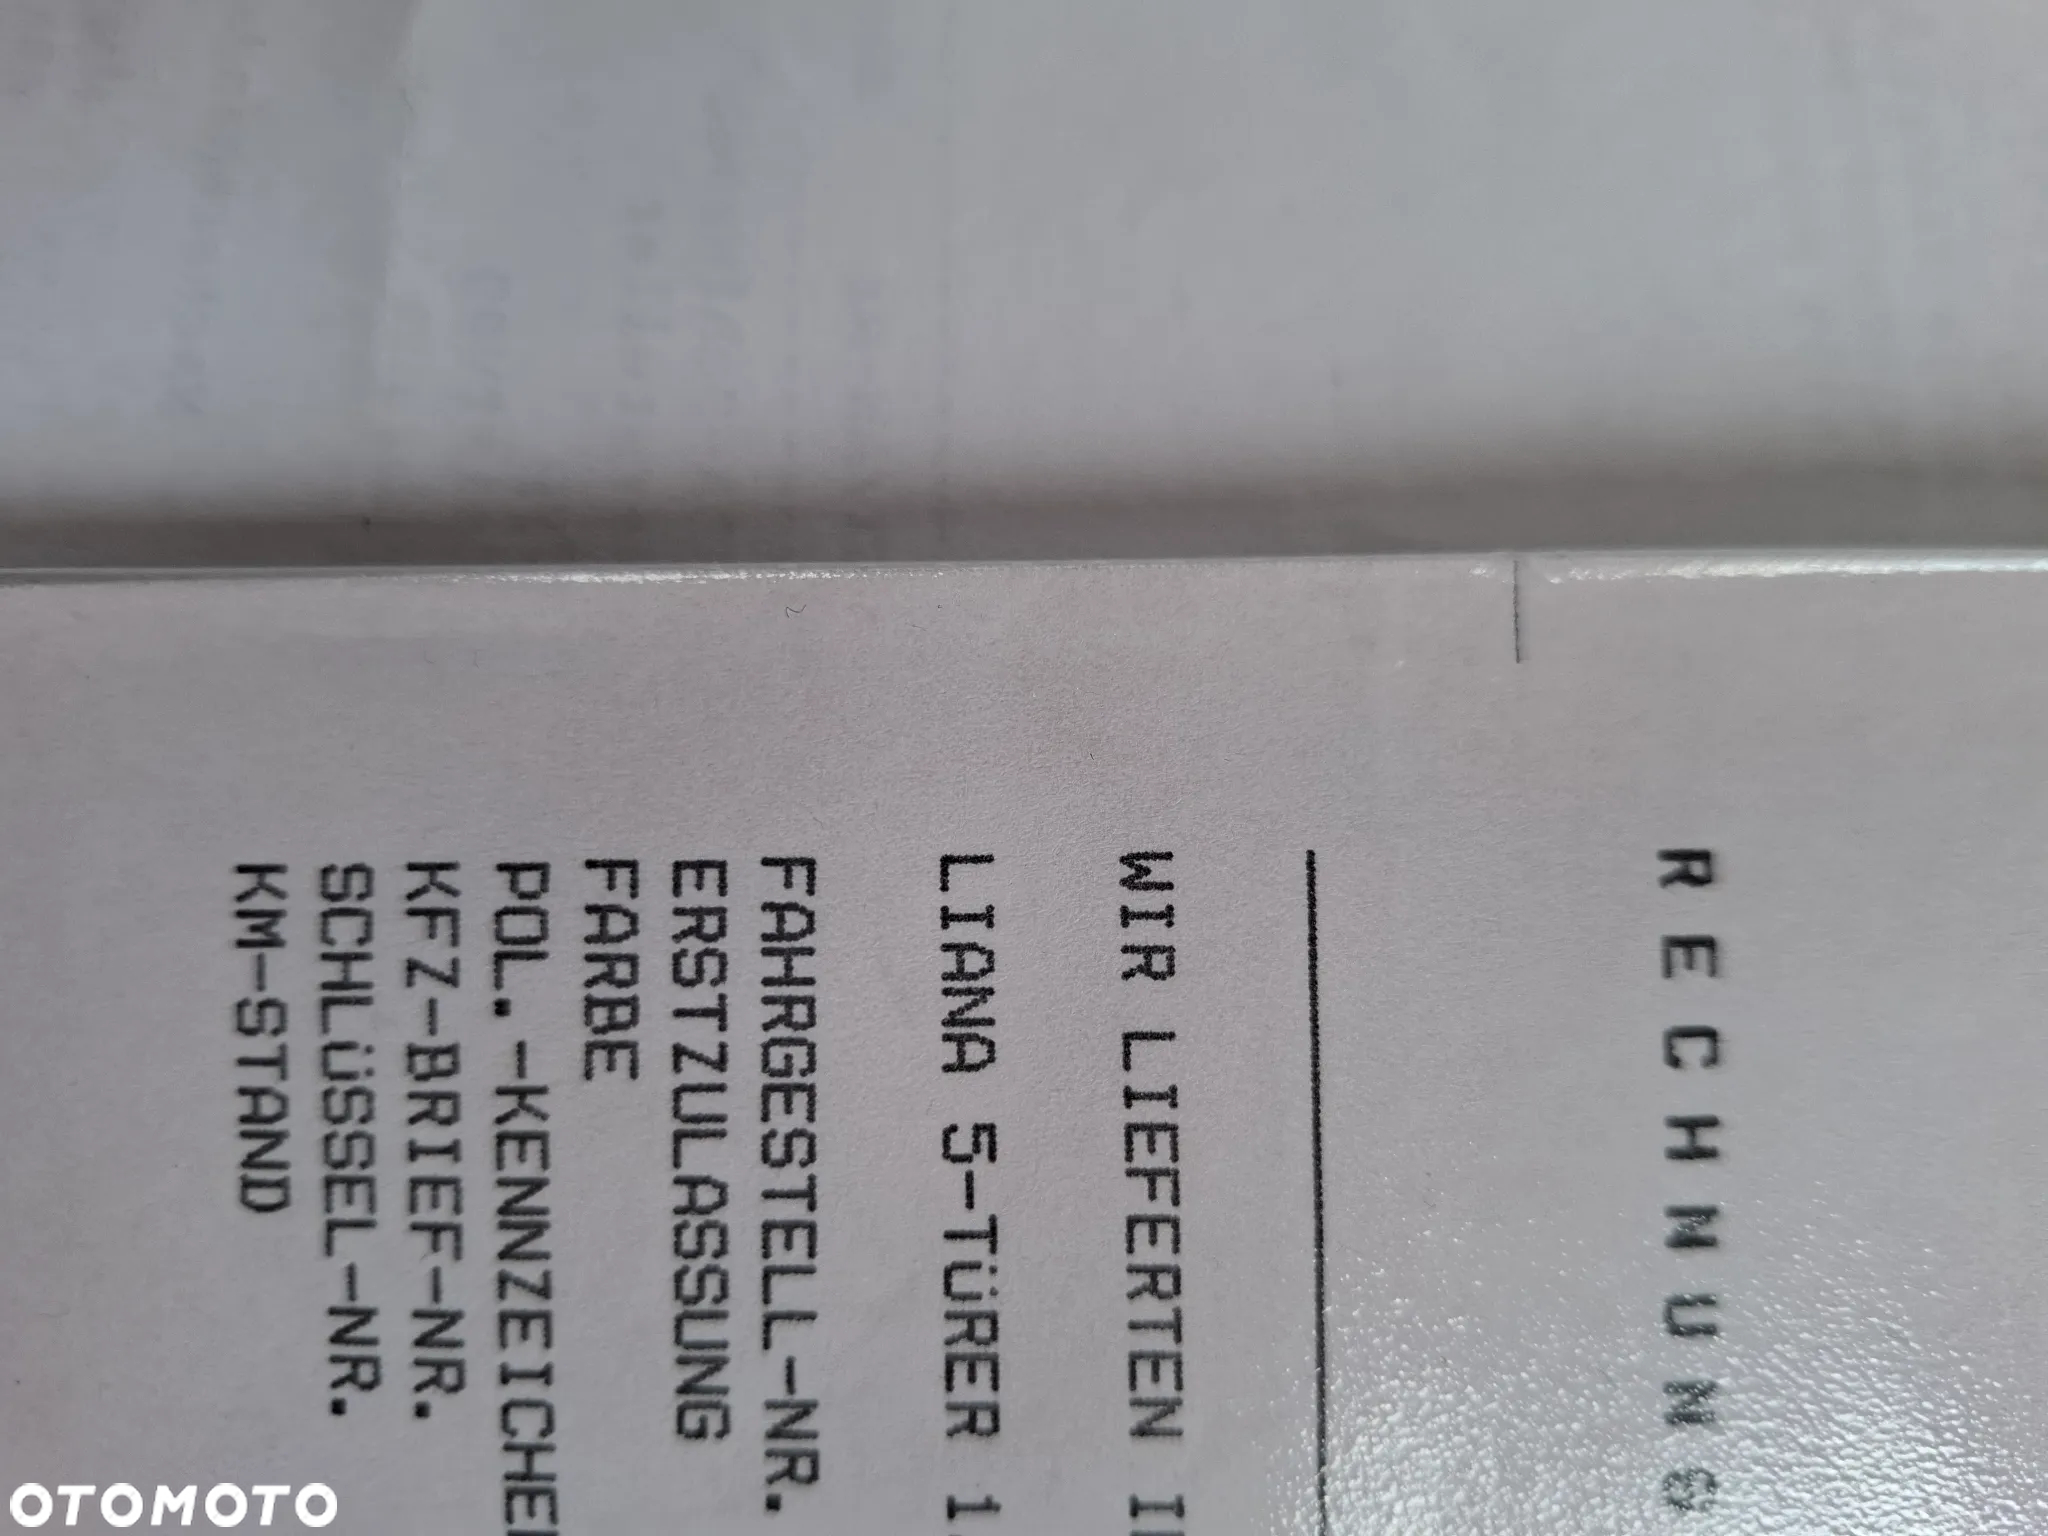 RECHNUNG
WIR LIEFERTEN I
LIANA 5-TÜRER 1.
FAHRGESTELL-NR.
ERSTZULASSUNG
FARBE
POL.-KENNZEICHE
KFZ-BRIEF-NR.
SCHLÜSSEL-NR.
KM-STAND
OTOMOTO